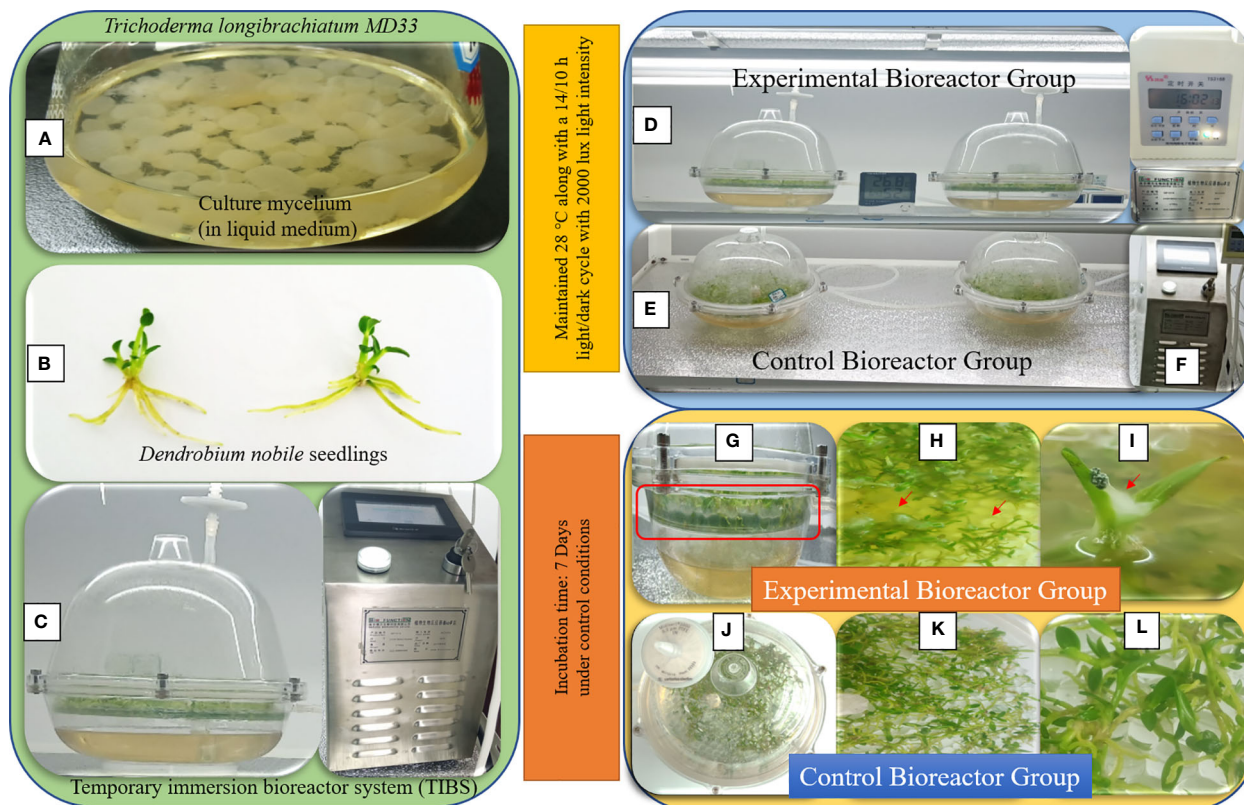 Trichoderma longibrachiatum MD33
A
Culture mycelium
(in liquid medium)
B
Dendrobium nobile seedlings
C
Temporary immersion bioreactor system (TIBS)
Maintained 28 °C along with a 14/10 h
light/dark cycle with 2000 lux light intensity
Incubation time: 7 Days
under control conditions
Experimental Bioreactor Group
D
E
Control Bioreactor Group
F
G
H
I
Experimental Bioreactor Group
J
K
L
Control Bioreactor Group